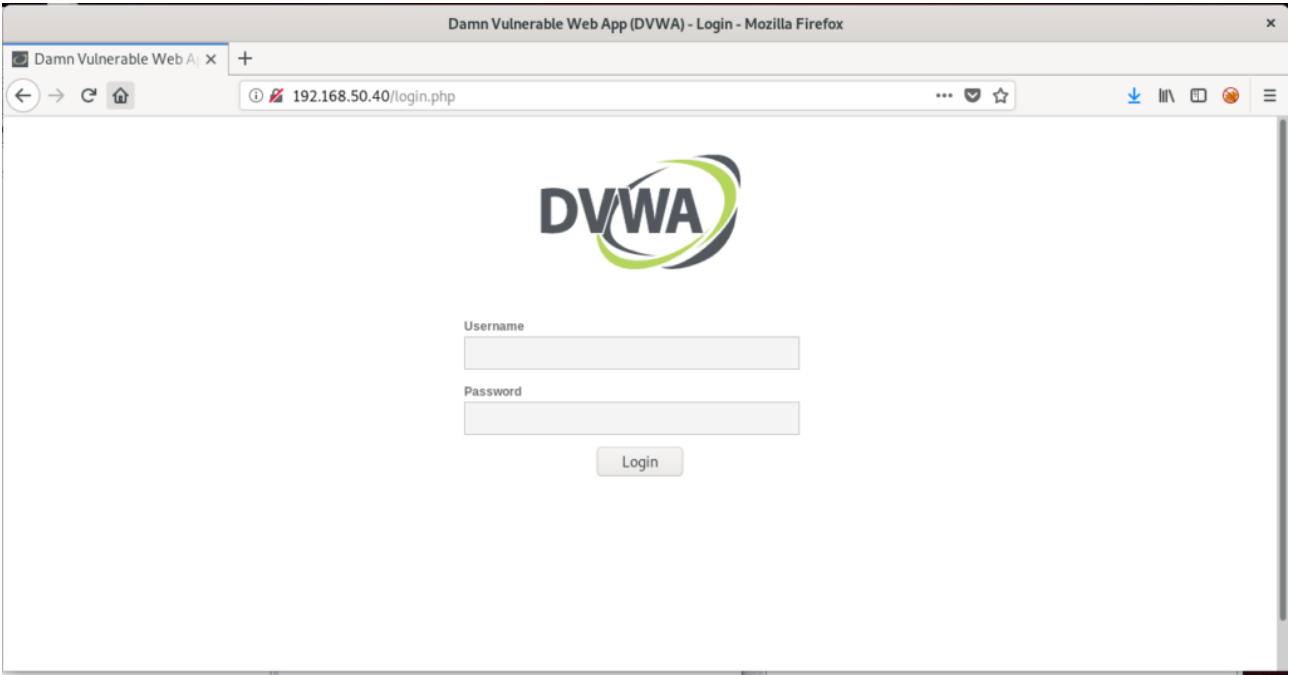 Damn Vulnerable Web App (DVWA) - Login - Mozilla Firefox
Damn Vulnerable Web A
192.168.50.40/login.php
DVWA
Username
Password
Login